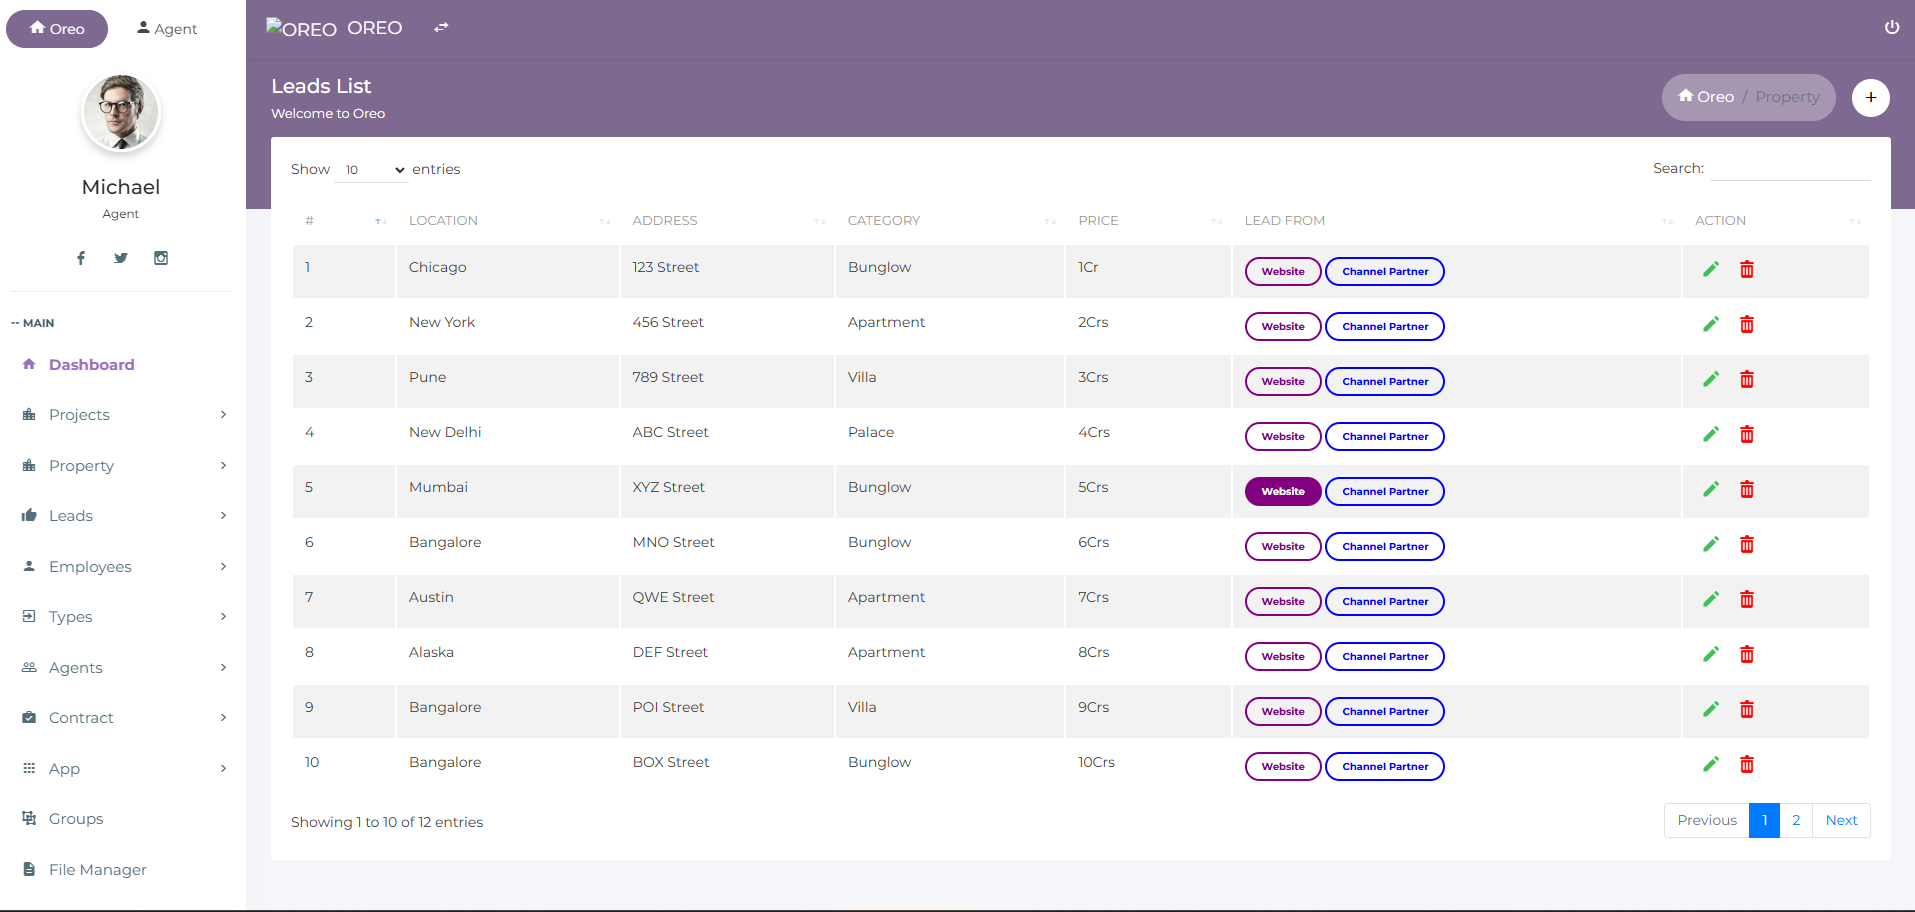 Oreo
Agent
Michael
Agent
-- MAIN
Dashboard
Projects
Property
Leads
Employees
Types
Agents
Contract
App
Groups
File Manager
OREO OREO
Leads List
Welcome to Oreo
Oreo / Property
+
Show 10 entries
Search:
# LOCATION ADDRESS CATEGORY PRICE LEAD FROM ACTION
1 Chicago 123 Street Bunglow 1Cr Website Channel Partner
2 New York 456 Street Apartment 2Crs Website Channel Partner
3 Pune 789 Street Villa 3Crs Website Channel Partner
4 New Delhi ABC Street Palace 4Crs Website Channel Partner
5 Mumbai XYZ Street Bunglow 5Crs Website Channel Partner
6 Bangalore MNO Street Bunglow 6Crs Website Channel Partner
7 Austin QWE Street Apartment 7Crs Website Channel Partner
8 Alaska DEF Street Apartment 8Crs Website Channel Partner
9 Bangalore POI Street Villa 9Crs Website Channel Partner
10 Bangalore BOX Street Bunglow 10Crs Website Channel Partner
Showing 1 to 10 of 12 entries
Previous 1 2 Next